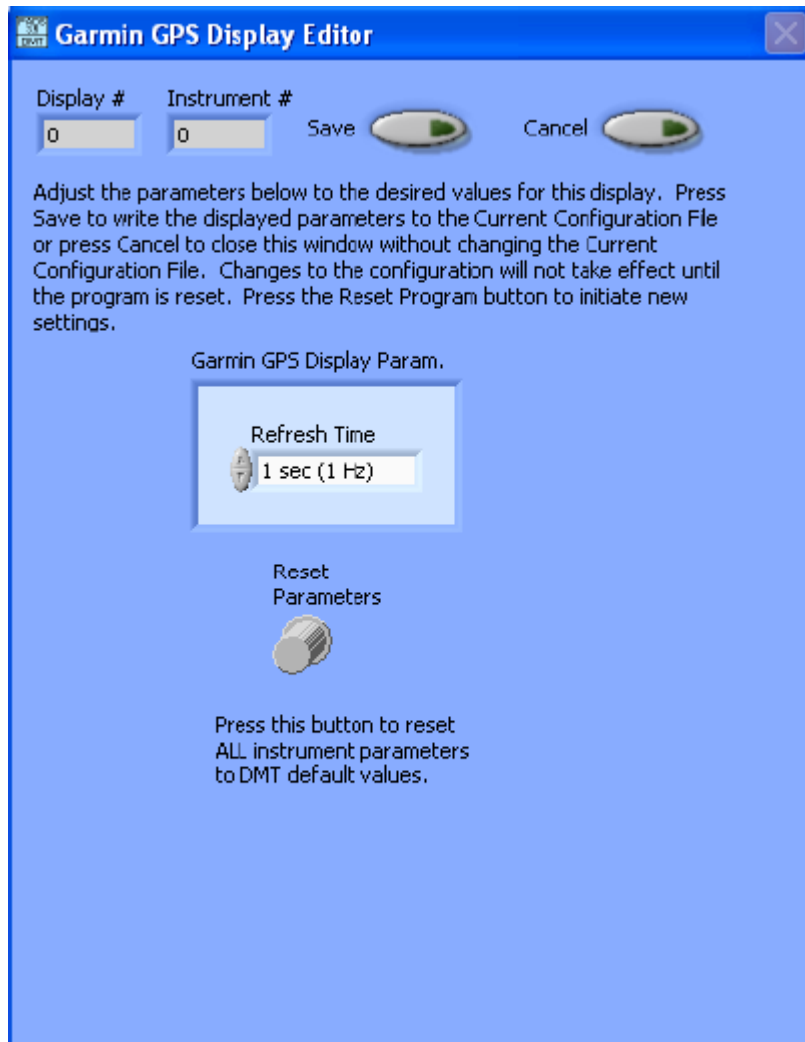 Garmin GPS Display Editor
Display # Instrument #
0 0 Save Cancel
Adjust the parameters below to the desired values for this display. Press
Save to write the displayed parameters to the Current Configuration File
or press Cancel to close this window without changing the Current
Configuration File. Changes to the configuration will not take effect until
the program is reset. Press the Reset Program button to initiate new
settings.
Garmin GPS Display Param.
Refresh Time
1 sec (1 Hz)
Reset
Parameters
Press this button to reset
ALL instrument parameters
to DMT default values.